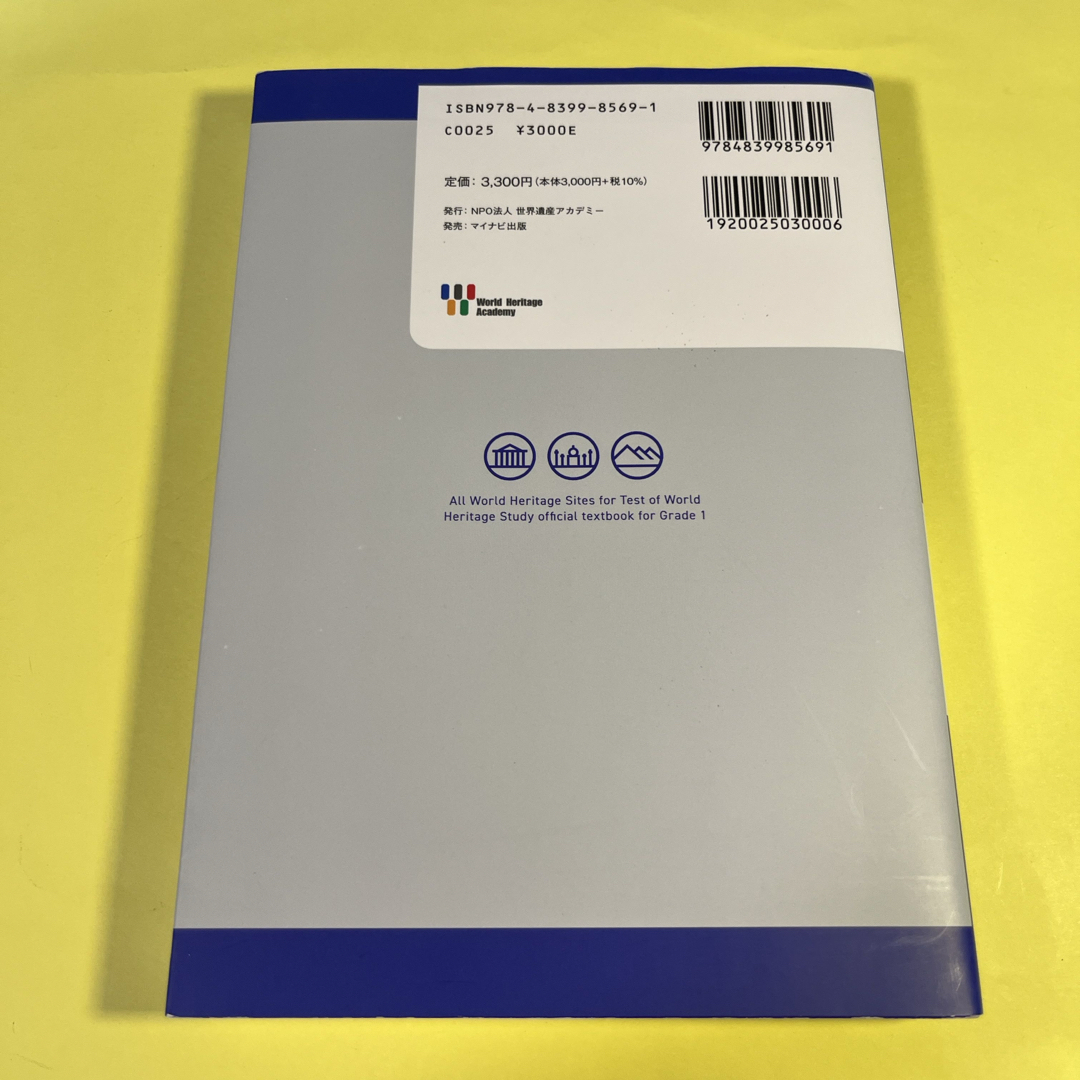 ISBN978-4-8399-8569-1
C0025 ¥3000E
9784839985691
定価：3,300円（本体3,000円+税10%）
1920025030006
発行：NPO法人 世界遺産アカデミー
発売：マイナビ出版
World Heritage
Academy
All World Heritage Sites for Test of World
Heritage Study official textbook for Grade 1